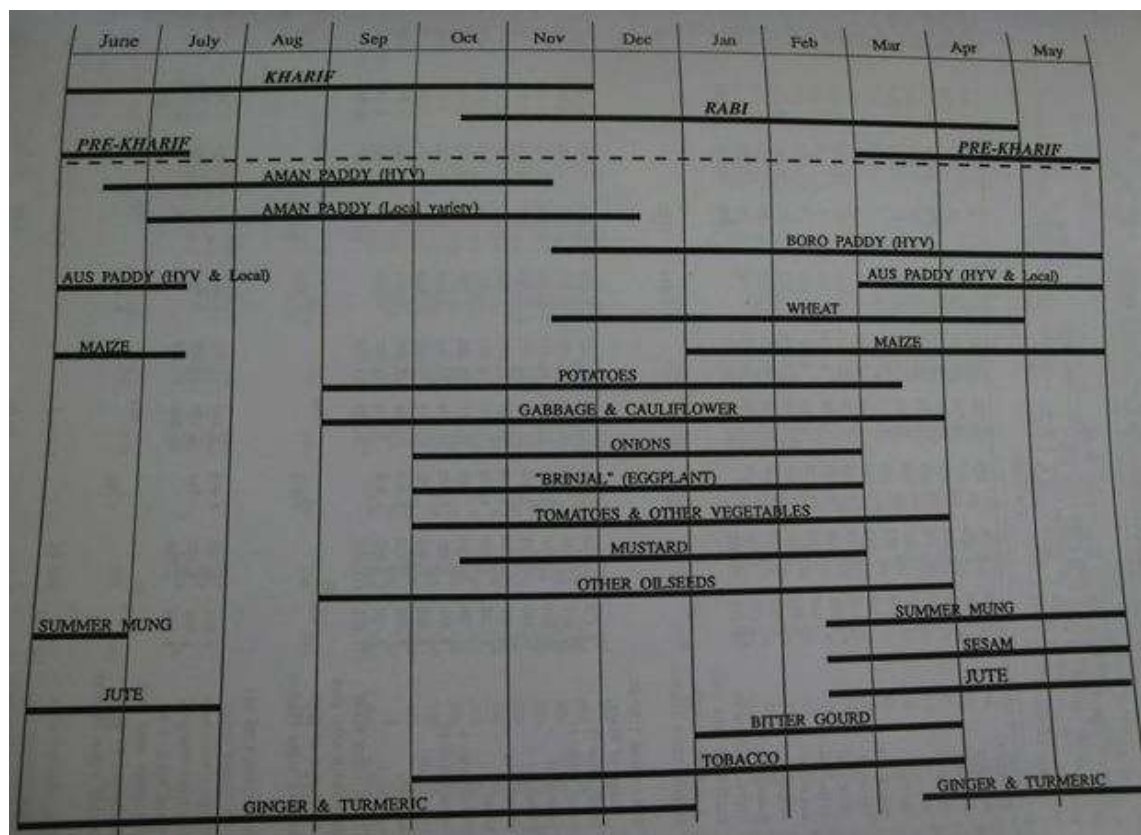 June July Aug Sep Oct Nov Dec Jan Feb Mar Apr May
KHARIF
RABI
PRE-KHARIF PRE-KHARIF
AMAN PADDY (HYV)
AMAN PADDY (Local variety)
BORO PADDY (HYV)
AUS PADDY (HYV & Local) AUS PADDY (HYV & Local)
WHEAT
MAIZE MAIZE
POTATOES
GABBAGE & CAULIFLOWER
ONIONS
"BRINJAL" (EGGPLANT)
TOMATOES & OTHER VEGETABLES
MUSTARD
OTHER OILSEEDS
SUMMER MUNG SUMMER MUNG
SESAM
JUTE JUTE
BITTER GOURD
TOBACCO
GINGER & TURMERIC GINGER & TURMERIC